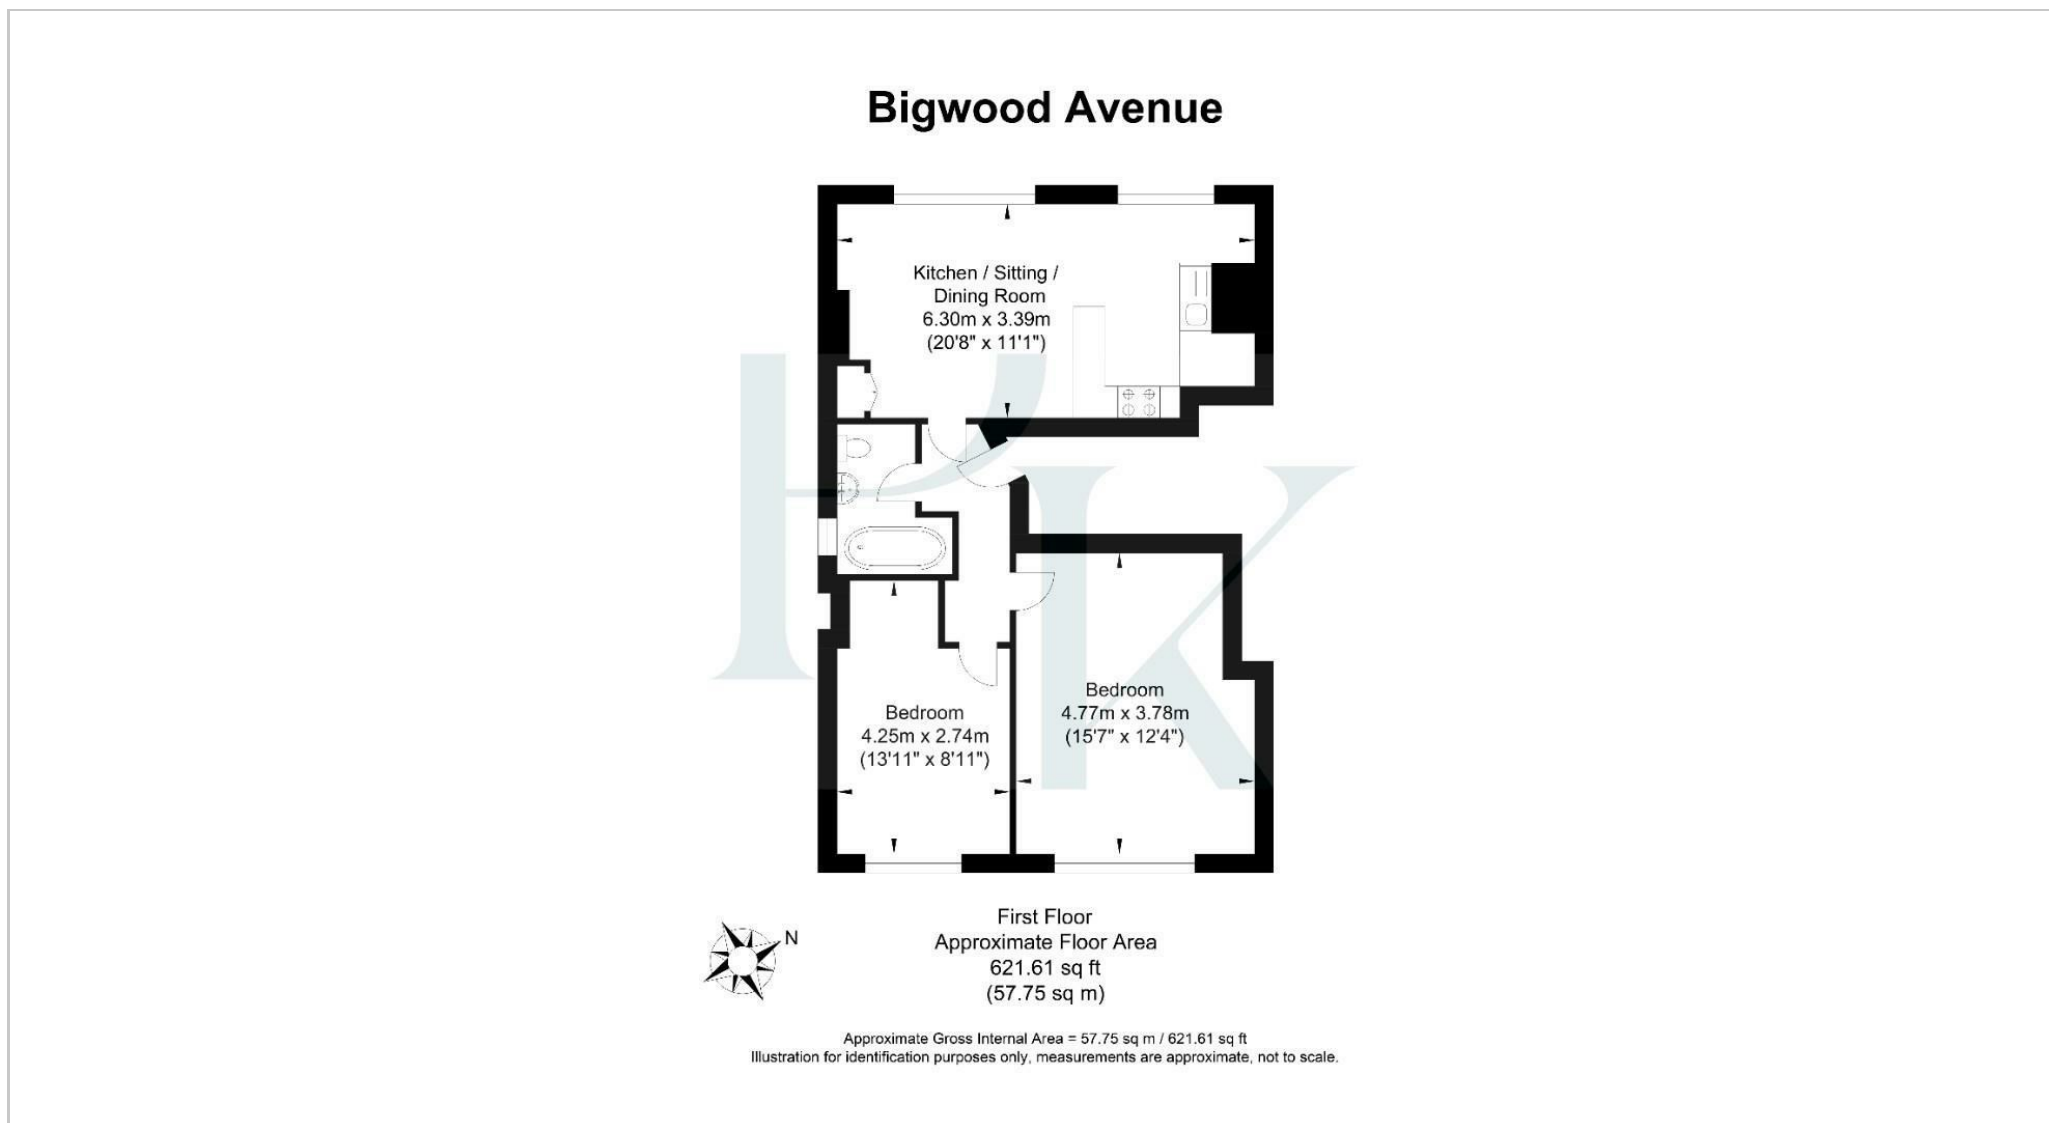 Bigwood Avenue
Kitchen / Sitting /
Dining Room
6.30m x 3.39m
(20'8" x 11'1")
Bedroom
4.77m x 3.78m
(15'7" x 12'4")
Bedroom
4.25m x 2.74m
(13'11" x 8'11")
N
First Floor
Approximate Floor Area
621.61 sq ft
(57.75 sq m)
Approximate Gross Internal Area = 57.75 sq m / 621.61 sq ft
Illustration for identification purposes only, measurements are approximate, not to scale.